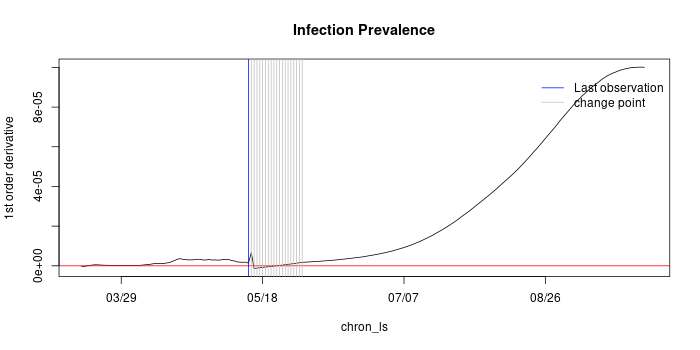 Infection Prevalence
1st order derivative
8e-05
4e-05
0e+00
Last observation
change point
03/29
05/18
07/07
08/26
chron_ls